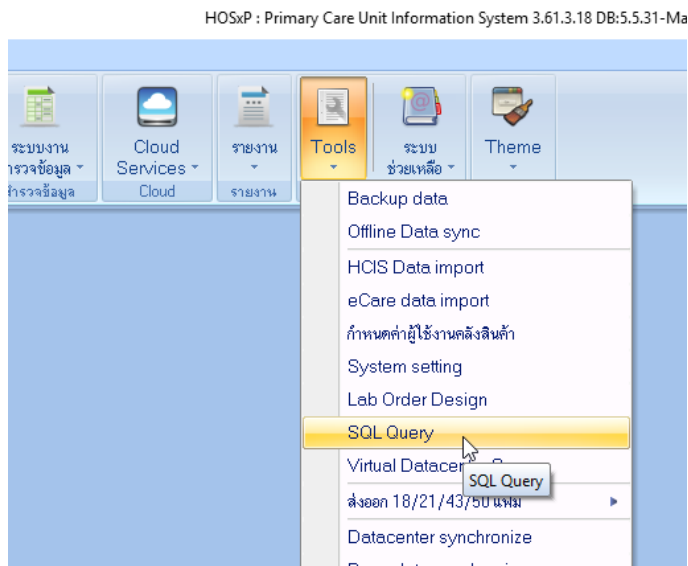 HOSxP : Primary Care Unit Information System 3.61.3.18 DB:5.5.31-Ma
ระบบงาน
ข้อมูล
Cloud
Services
รายงาน
Tools
ระบบ
ช่วยเหลือ
Theme
Cloud
รายงาน
Backup data
Offline Data sync
HCIS Data import
eCare data import
กำหนดค่าผู้ใช้งานคลังสินค้า
System setting
Lab Order Design
SQL Query
Virtual Datacen
SQL Query
ส่งออก 18/21/43/50 แฟ้ม
Datacenter synchronize